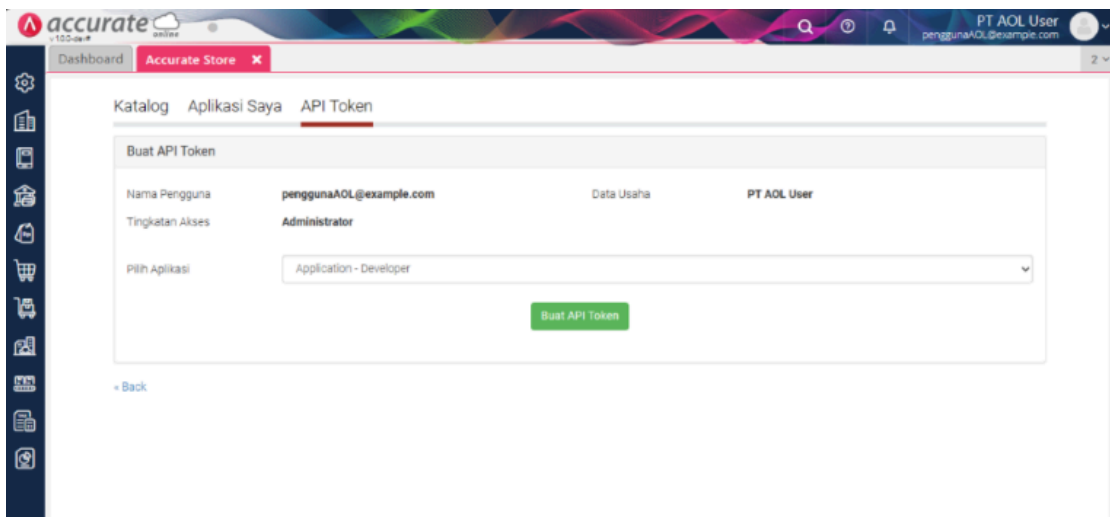 accurate
online
PT AOL User
penggunaAOL@example.com
Dashboard
Accurate Store
2
Katalog Aplikasi Saya API Token
Buat API Token
Nama Pengguna penggunaAOL@example.com Data Usaha PT AOL User
Tingkatan Akses Administrator
Pilih Aplikasi Application - Developer
Buat API Token
« Back